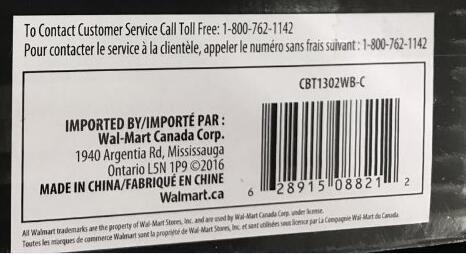 To Contact Customer Service Call Toll Free: 1-800-762-1142
Pour contacter le service à la clientèle, appeler le numéro sans frais suivant : 1-800-762-1142
CBT1302WB-C
IMPORTED BY/IMPORTÉ PAR :
Wal-Mart Canada Corp.
1940 Argentia Rd, Mississauga
Ontario L5N 1P9 ©2016
MADE IN CHINA/FABRIQUÉ EN CHINE
Walmart.ca
6 28915 08821 2
All Walmart trademarks are the property of Wal-Mart Stores, Inc. and are used by Wal-Mart Canada Corp. under license.
Toutes les marques de commerce Walmart sont la propriété de Wal-Mart Stores, Inc. et sont utilisées sous licence par La Compagnie Wal-Mart du Canada.